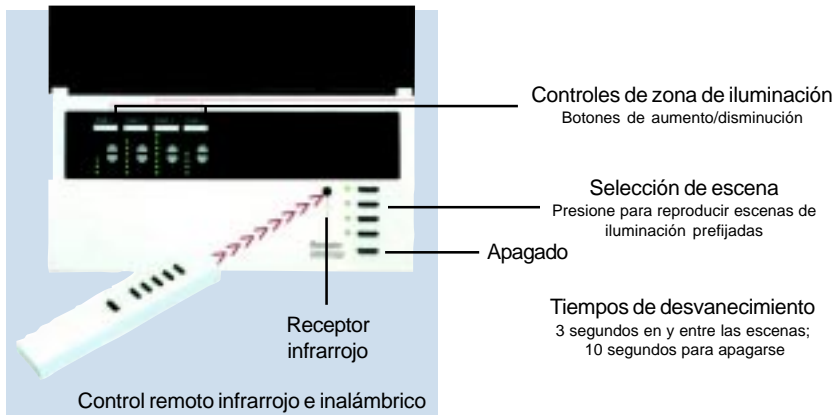 Controles de zona de iluminación
Botones de aumento/disminución
Selección de escena
Presione para reproducir escenas de
iluminación prefijadas
Apagado
Tiempos de desvanecimiento
3 segundos en y entre las escenas;
10 segundos para apagarse
Receptor
infrarrojo
Control remoto infrarrojo e inalámbrico